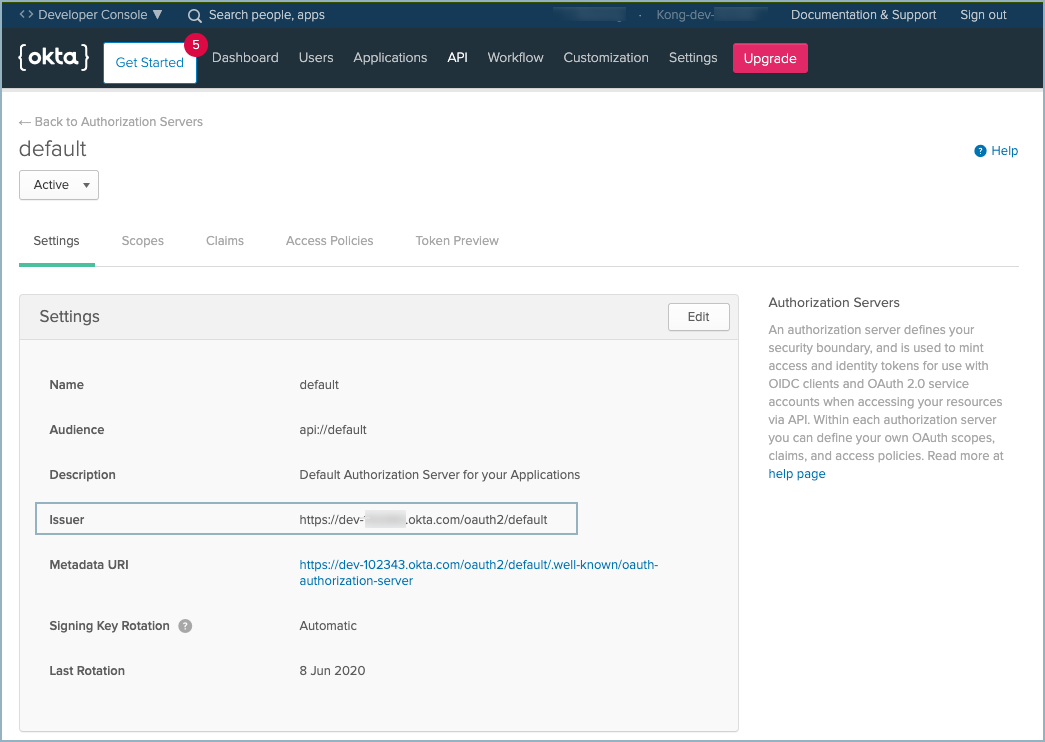 <> Developer Console ▼ Search people, apps · Kong-dev- Documentation & Support Sign out
{okta} Get Started 5 Dashboard Users Applications API Workflow Customization Settings Upgrade
← Back to Authorization Servers
default
? Help
Active ▾
Settings Scopes Claims Access Policies Token Preview
Settings Edit
Name default
Audience api://default
Description Default Authorization Server for your Applications
Issuer https://dev- .okta.com/oauth2/default
Metadata URI https://dev-102343.okta.com/oauth2/default/.well-known/oauth-
authorization-server
Signing Key Rotation ? Automatic
Last Rotation 8 Jun 2020
Authorization Servers
An authorization server defines your
security boundary, and is used to mint
access and identity tokens for use with
OIDC clients and OAuth 2.0 service
accounts when accessing your resources
via API. Within each authorization server
you can define your own OAuth scopes,
claims, and access policies. Read more at
help page